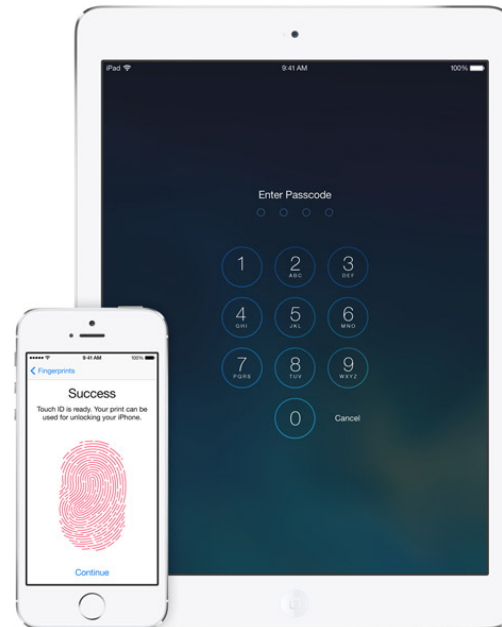 iPad 9:41 AM 100%
Enter Passcode
1 2 3
ABC DEF
4 5 6
GHI JKL MNO
7 8 9
PQRS TUV WXYZ
0 Cancel
9:41 AM 100%
Fingerprints
Success
Touch ID is ready. Your print can be
used for unlocking your iPhone.
Continue